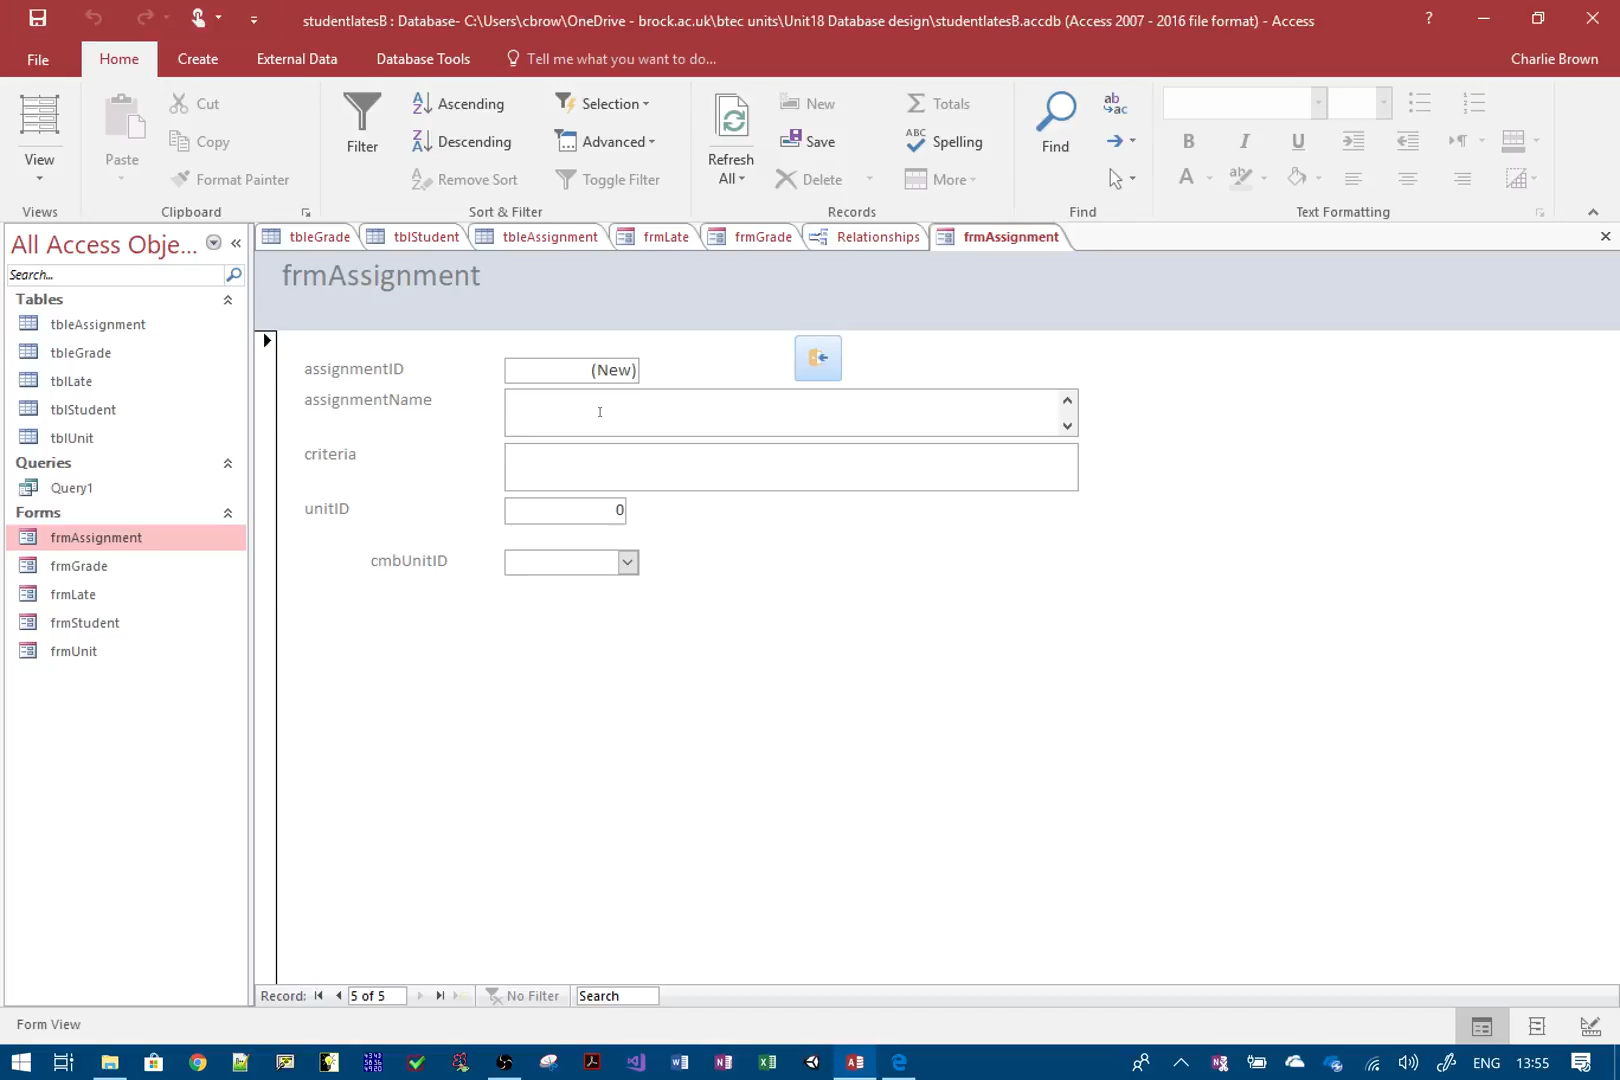 studentlatesB : Database- C:\Users\cbrow\OneDrive - brock.ac.uk\btec units\Unit18 Database design\studentlatesB.accdb (Access 2007 - 2016 file format) - Access
?
File Home Create External Data Database Tools Tell me what you want to do... Charlie Brown
View
Views
Paste
Cut
Copy
Format Painter
Clipboard
Filter
Ascending
Descending
Remove Sort
Selection
Advanced
Toggle Filter
Sort & Filter
Refresh
All
New
Save
Delete
Totals
Spelling
More
Records
Find
Find
B I U
A
Text Formatting
All Access Obje...
Search...
Tables
tbleAssignment
tbleGrade
tblLate
tblStudent
tblUnit
Queries
Query1
Forms
frmAssignment
frmGrade
frmLate
frmStudent
frmUnit
tbleGrade tblStudent tbleAssignment frmLate frmGrade Relationships frmAssignment
frmAssignment
assignmentID (New)
assignmentName
criteria
unitID 0
cmbUnitID
Record: 5 of 5 No Filter Search
Form View
ENG 13:55